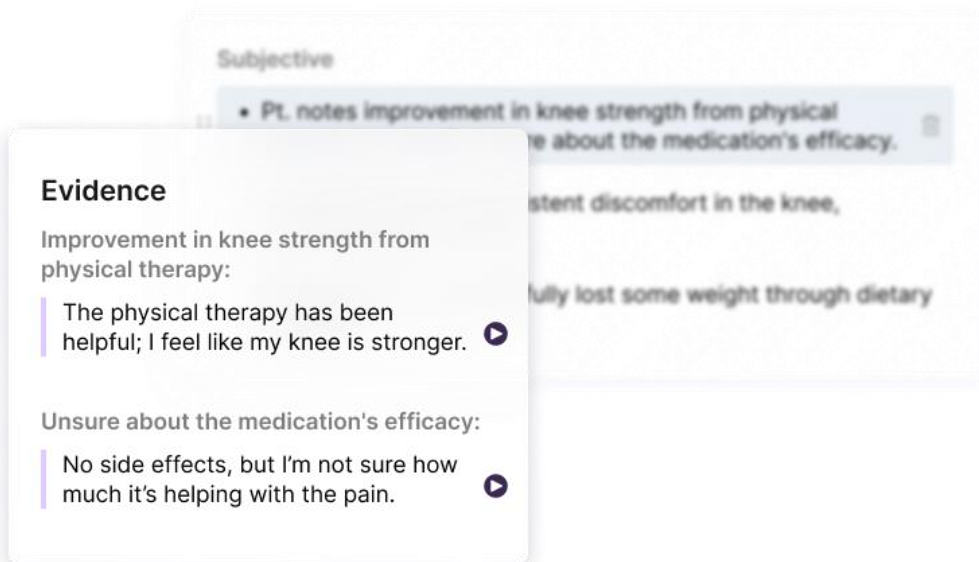 Subjective
• Pt. notes improvement in knee strength from physical
re about the medication's efficacy.
stent discomfort in the knee,
fully lost some weight through dietary
Evidence
Improvement in knee strength from
physical therapy:
The physical therapy has been
helpful; I feel like my knee is stronger.
Unsure about the medication's efficacy:
No side effects, but I’m not sure how
much it’s helping with the pain.